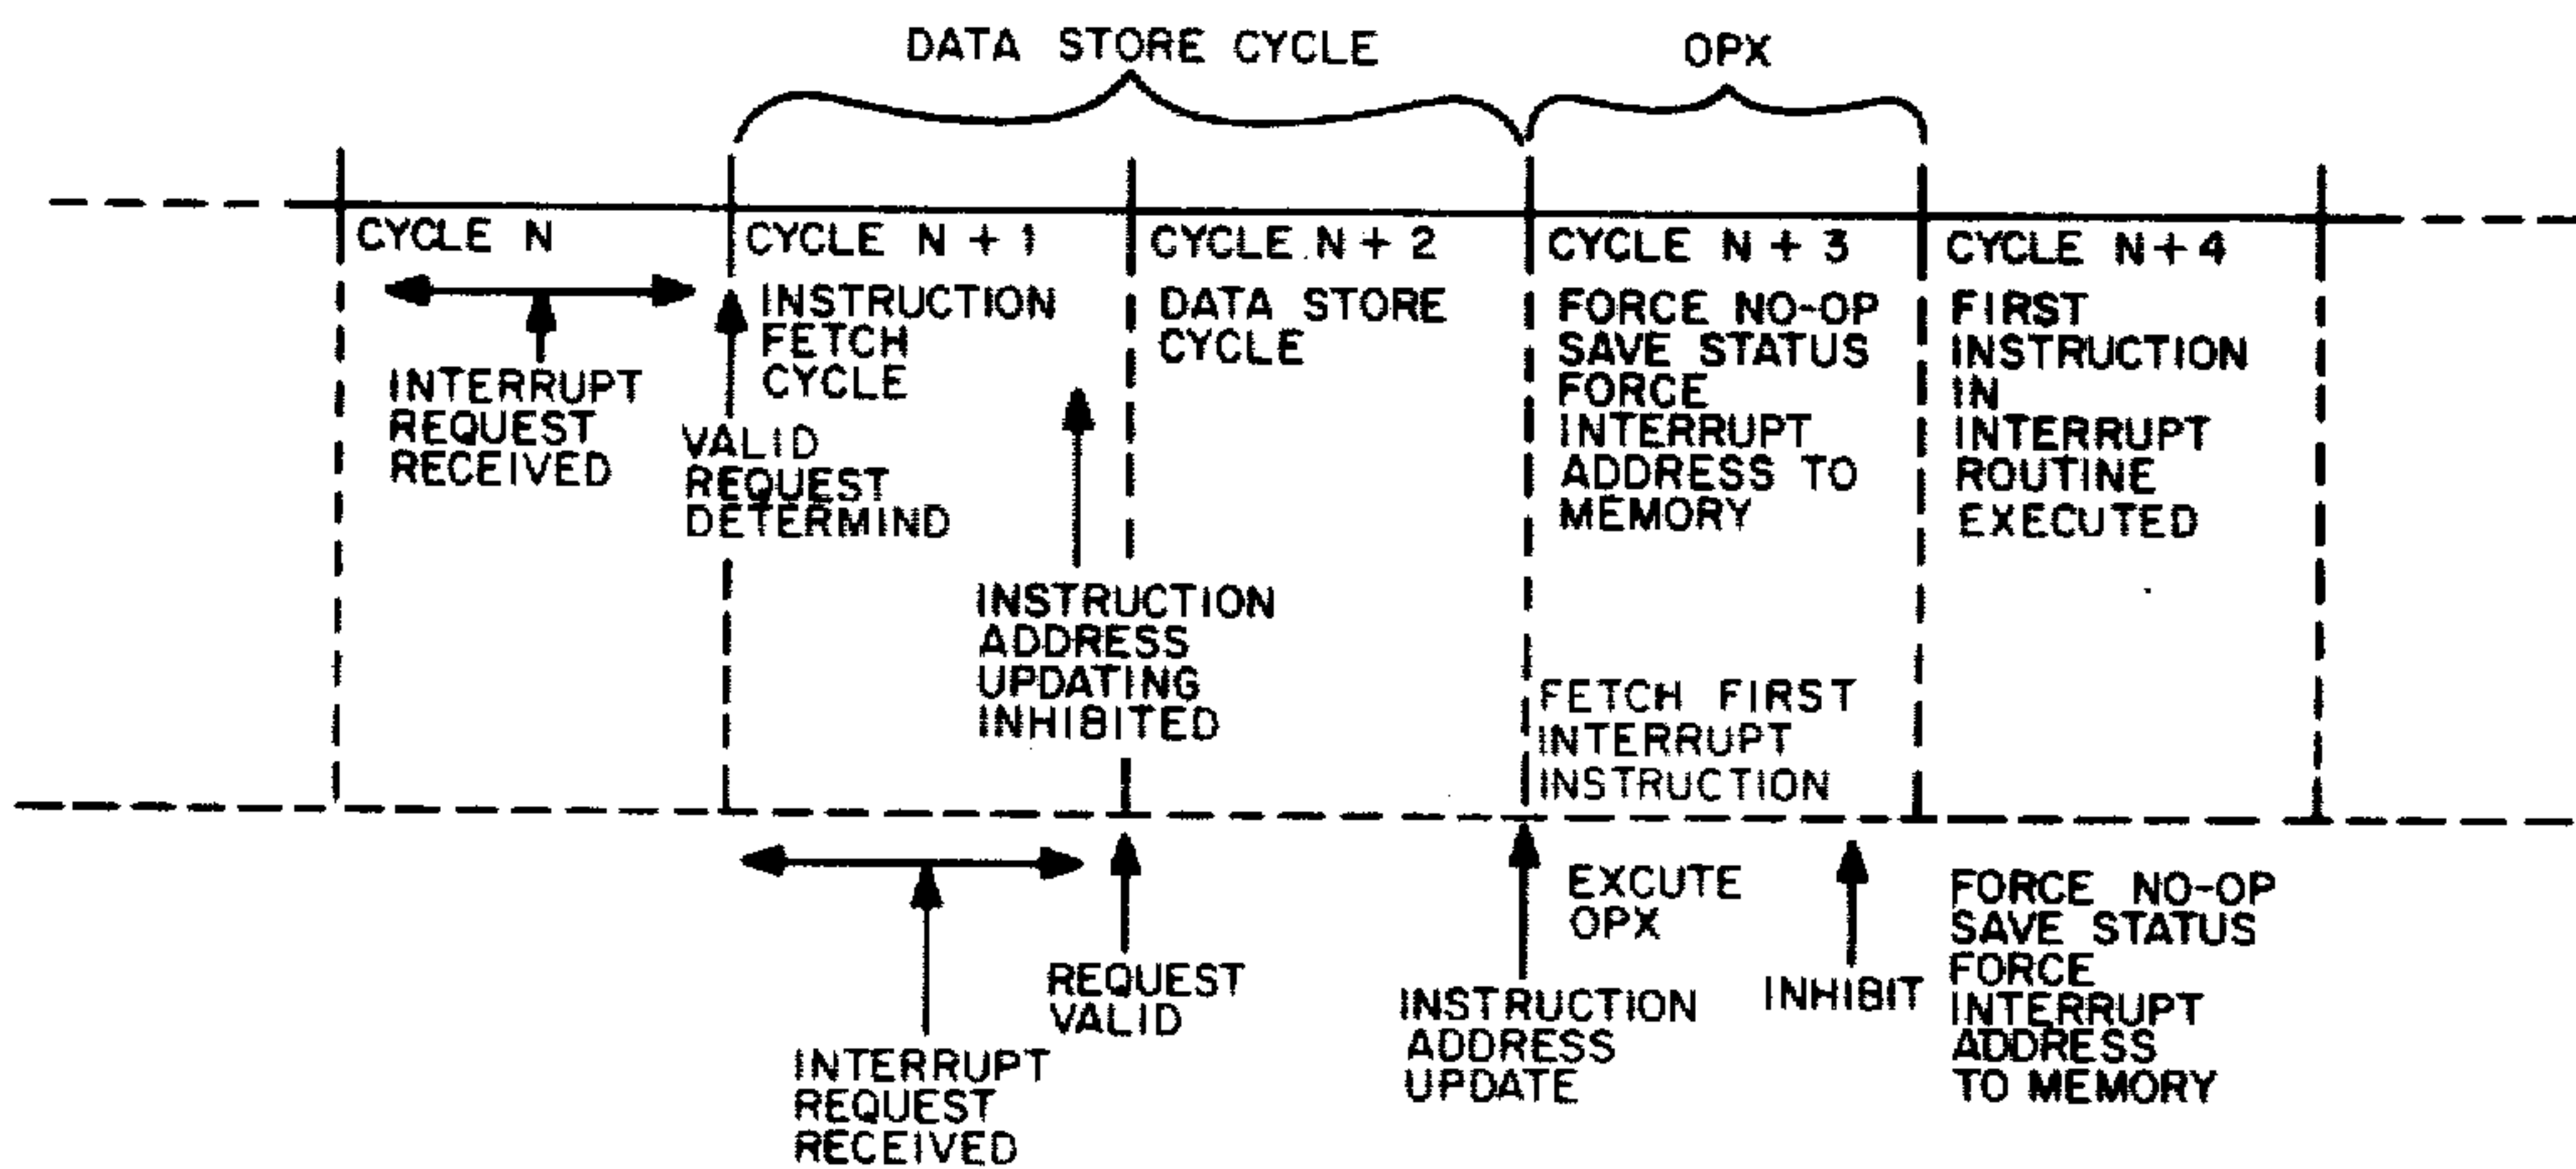 DATA STORE CYCLE
OPX
CYCLE N
CYCLE N + 1
CYCLE N + 2
CYCLE N + 3
CYCLE N + 4
INTERRUPT
REQUEST
RECEIVED
VALID
REQUEST
DETERMIND
INSTRUCTION
FETCH
CYCLE
INSTRUCTION
ADDRESS
UPDATING
INHIBITED
DATA STORE
CYCLE
FORCE NO-OP
SAVE STATUS
FORCE
INTERRUPT
ADDRESS TO
MEMORY
FETCH FIRST
INTERRUPT
INSTRUCTION
FIRST
INSTRUCTION
IN
INTERRUPT
ROUTINE
EXECUTED
INTERRUPT
REQUEST
RECEIVED
REQUEST
VALID
INSTRUCTION
ADDRESS
UPDATE
EXCUTE
OPX
INHIBIT
FORCE NO-OP
SAVE STATUS
FORCE
INTERRUPT
ADDRESS
TO MEMORY